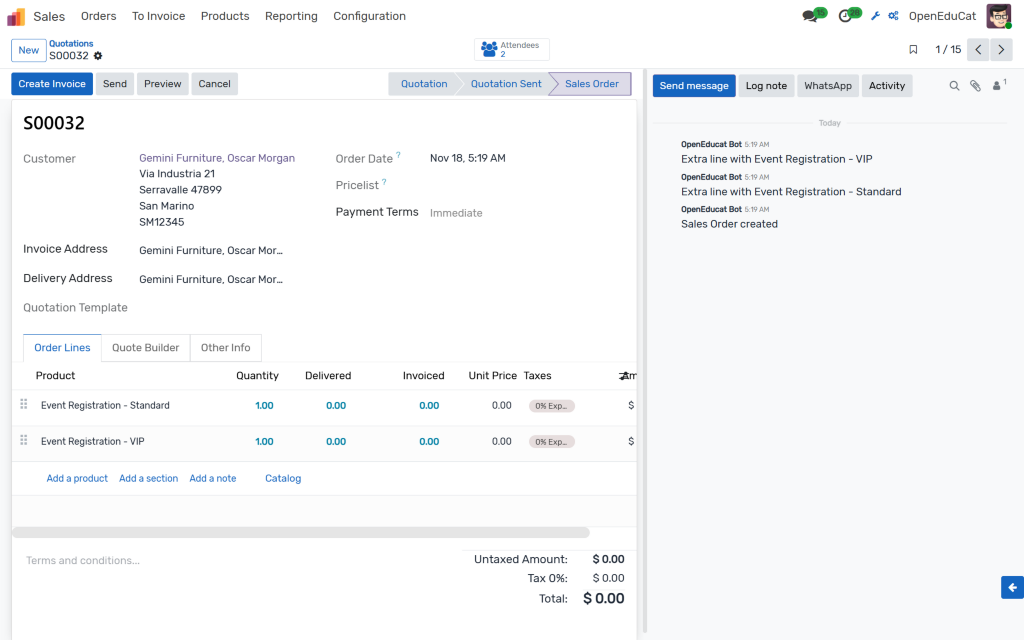 Sales
Orders
To Invoice
Products
Reporting
Configuration
15
28
OpenEduCat
New
Quotations
S00032
Attendees
2
1 / 15
Create Invoice
Send
Preview
Cancel
Quotation
Quotation Sent
Sales Order
Send message
Log note
WhatsApp
Activity
1
S00032
Customer
Gemini Furniture, Oscar Morgan
Via Industria 21
Serravalle 47899
San Marino
SM12345
Order Date ?
Nov 18, 5:19 AM
Pricelist ?
Payment Terms
Immediate
Invoice Address
Gemini Furniture, Oscar Mor...
Delivery Address
Gemini Furniture, Oscar Mor...
Quotation Template
Order Lines
Quote Builder
Other Info
Product
Quantity
Delivered
Invoiced
Unit Price
Taxes
Event Registration - Standard
1.00
0.00
0.00
0.00
0% Exp...
$
Event Registration - VIP
1.00
0.00
0.00
0.00
0% Exp...
$
Add a product
Add a section
Add a note
Catalog
Terms and conditions...
Untaxed Amount:
$ 0.00
Tax 0%:
$ 0.00
Total:
$ 0.00
Today
OpenEducat Bot 5:19 AM
Extra line with Event Registration - VIP
OpenEducat Bot 5:19 AM
Extra line with Event Registration - Standard
OpenEducat Bot 5:19 AM
Sales Order created